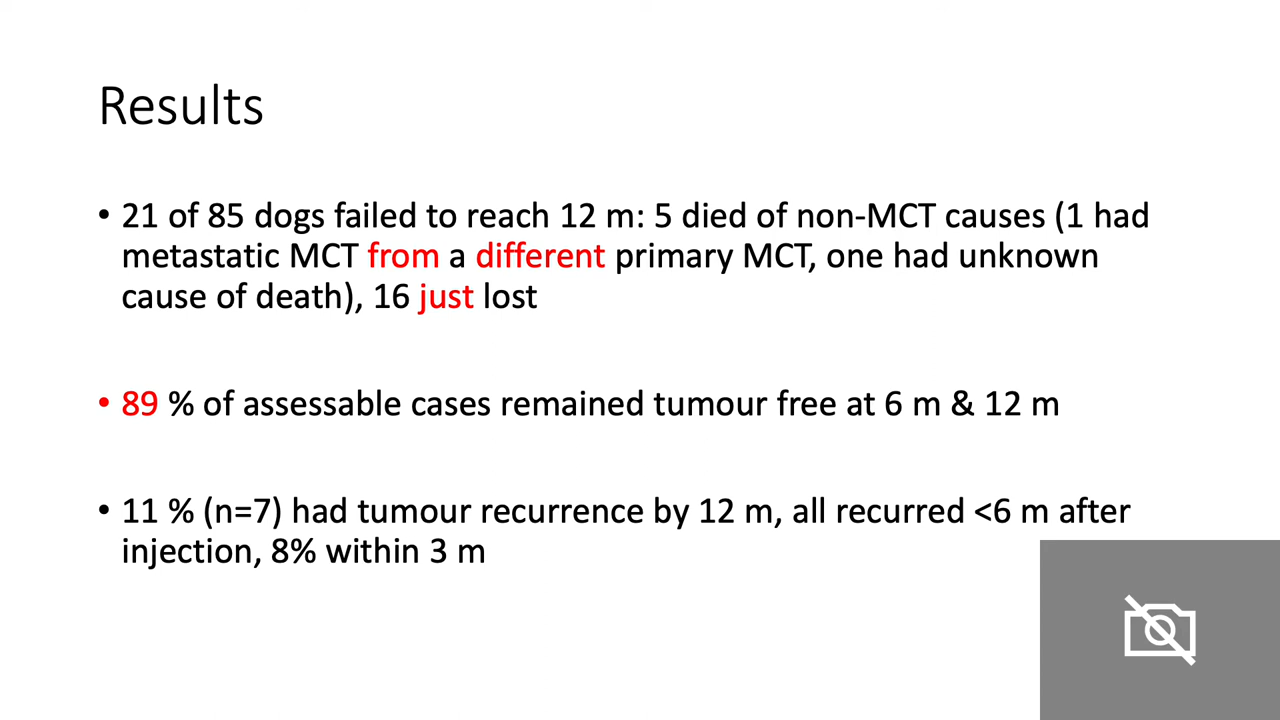 Results
• 21 of 85 dogs failed to reach 12 m: 5 died of non-MCT causes (1 had
metastatic MCT from a different primary MCT, one had unknown
cause of death), 16 just lost
• 89 % of assessable cases remained tumour free at 6 m & 12 m
• 11 % (n=7) had tumour recurrence by 12 m, all recurred <6 m after
injection, 8% within 3 m